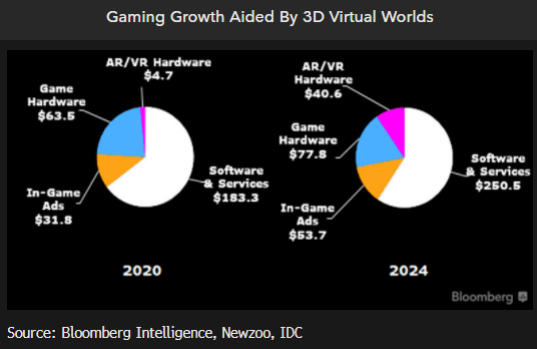 Gaming Growth Aided By 3D Virtual Worlds
AR/VR Hardware
$4.7
Game
Hardware
$63.5
In-Game
Ads
$31.8
Software
& Services
$183.3
2020
AR/VR
Hardware
$40.6
Game
Hardware
$77.8
In-Game
Ads
$53.7
Software
& Services
$250.5
2024
Bloomberg
Source: Bloomberg Intelligence, Newzoo, IDC